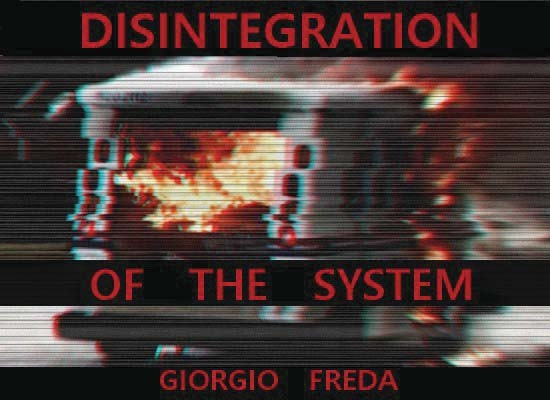 DISINTEGRATION
OF THE SYSTEM
GIORGIO FREDA